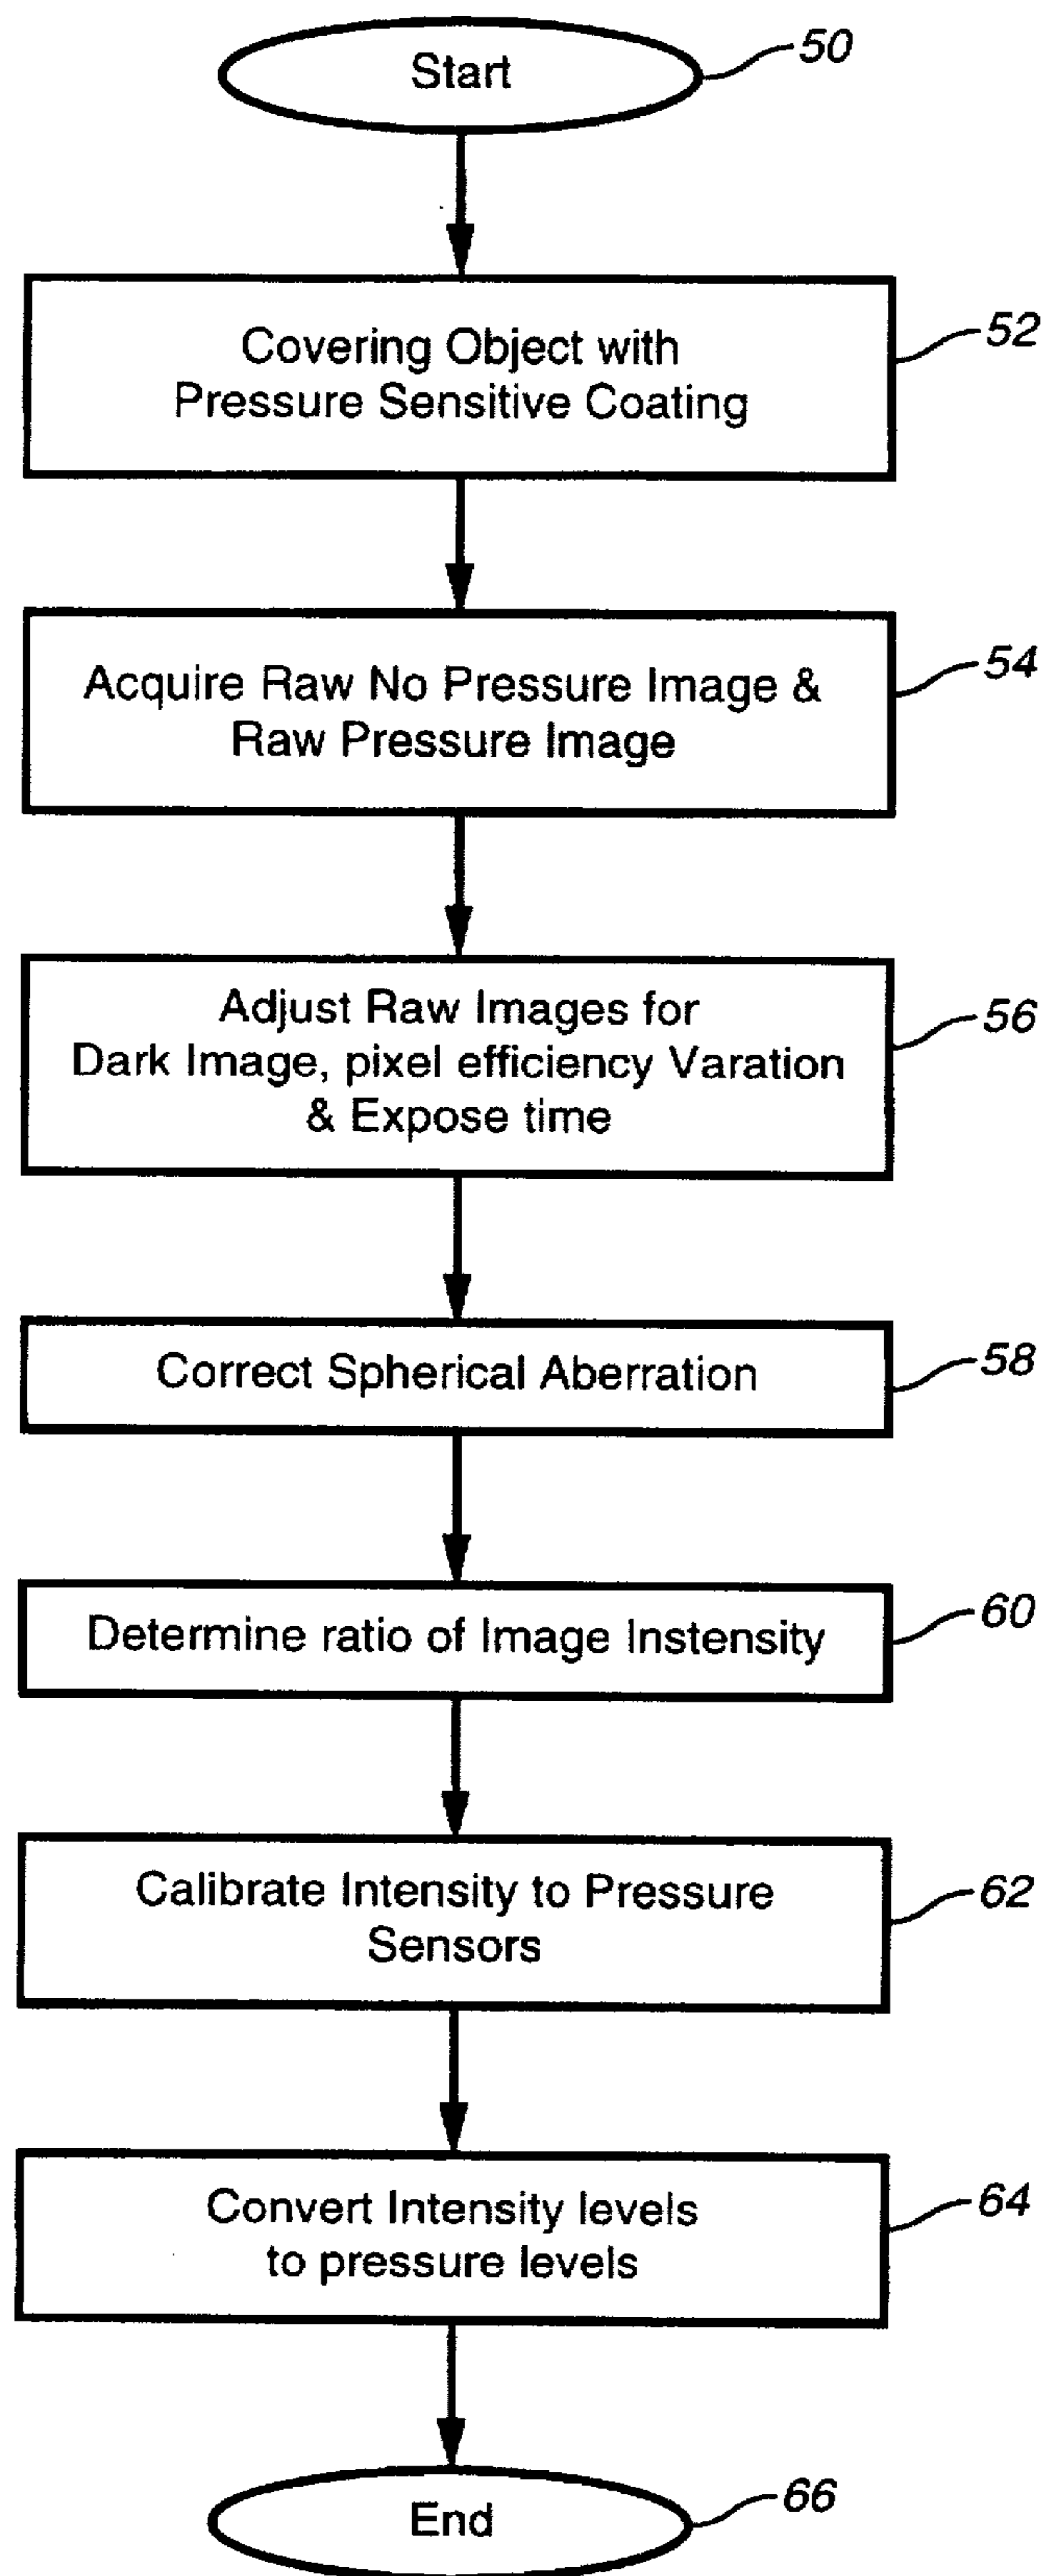 Start
50
Covering Object with
Pressure Sensitive Coating
52
Acquire Raw No Pressure Image &
Raw Pressure Image
54
Adjust Raw Images for
Dark Image, pixel efficiency Varation
& Expose time
56
Correct Spherical Aberration
58
Determine ratio of Image Instensity
60
Calibrate Intensity to Pressure
Sensors
62
Convert Intensity levels
to pressure levels
64
End
66